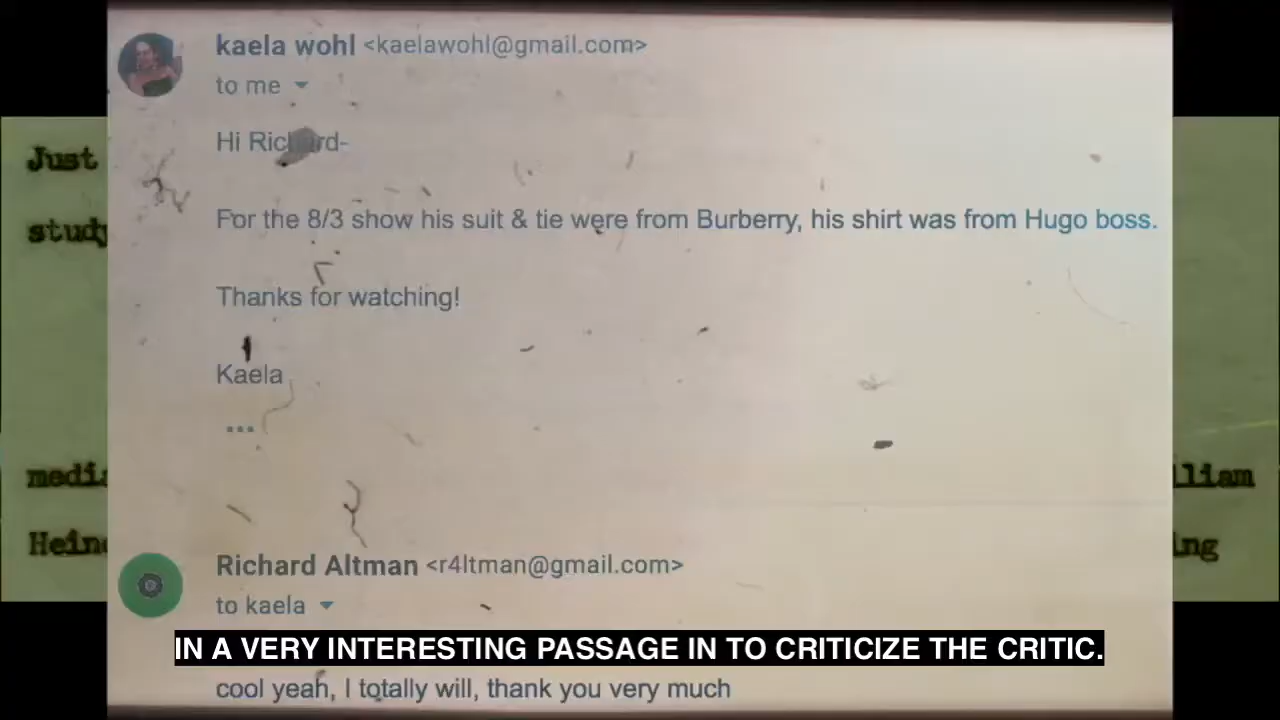 kaela wohl <kaelawohl@gmail.com>
to me
Hi Richard-
For the 8/3 show his suit & tie were from Burberry, his shirt was from Hugo boss.
Thanks for watching!
Kaela
...
Just
study
media
lliam
Hein
ing
Richard Altman <r4ltman@gmail.com>
to kaela
IN A VERY INTERESTING PASSAGE IN TO CRITICIZE THE CRITIC.
cool yeah, I totally will, thank you very much